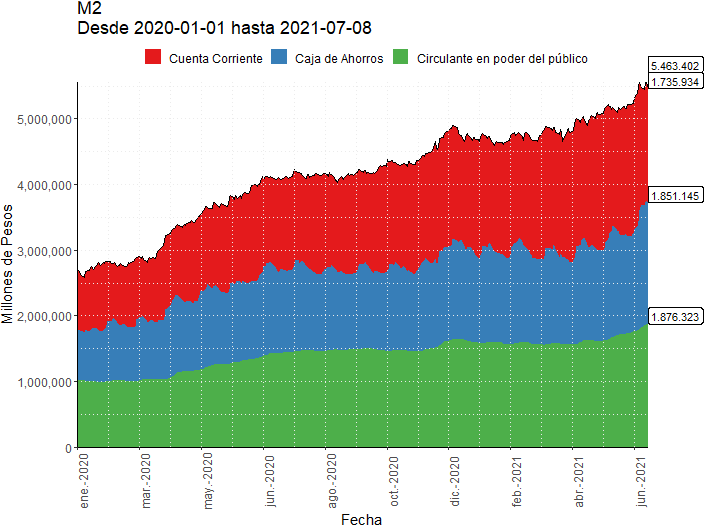 M2
Desde 2020-01-01 hasta 2021-07-08
Cuenta Corriente
Caja de Ahorros
Circulante en poder del público
5.463.402
1.735.934
1.851.145
1.876.323
Millones de Pesos
5,000,000
4,000,000
3,000,000
2,000,000
1,000,000
0
ene.-2020
mar.-2020
may.-2020
jun.-2020
ago.-2020
oct.-2020
dic.-2020
feb.-2021
abr.-2021
jun.-2021
Fecha